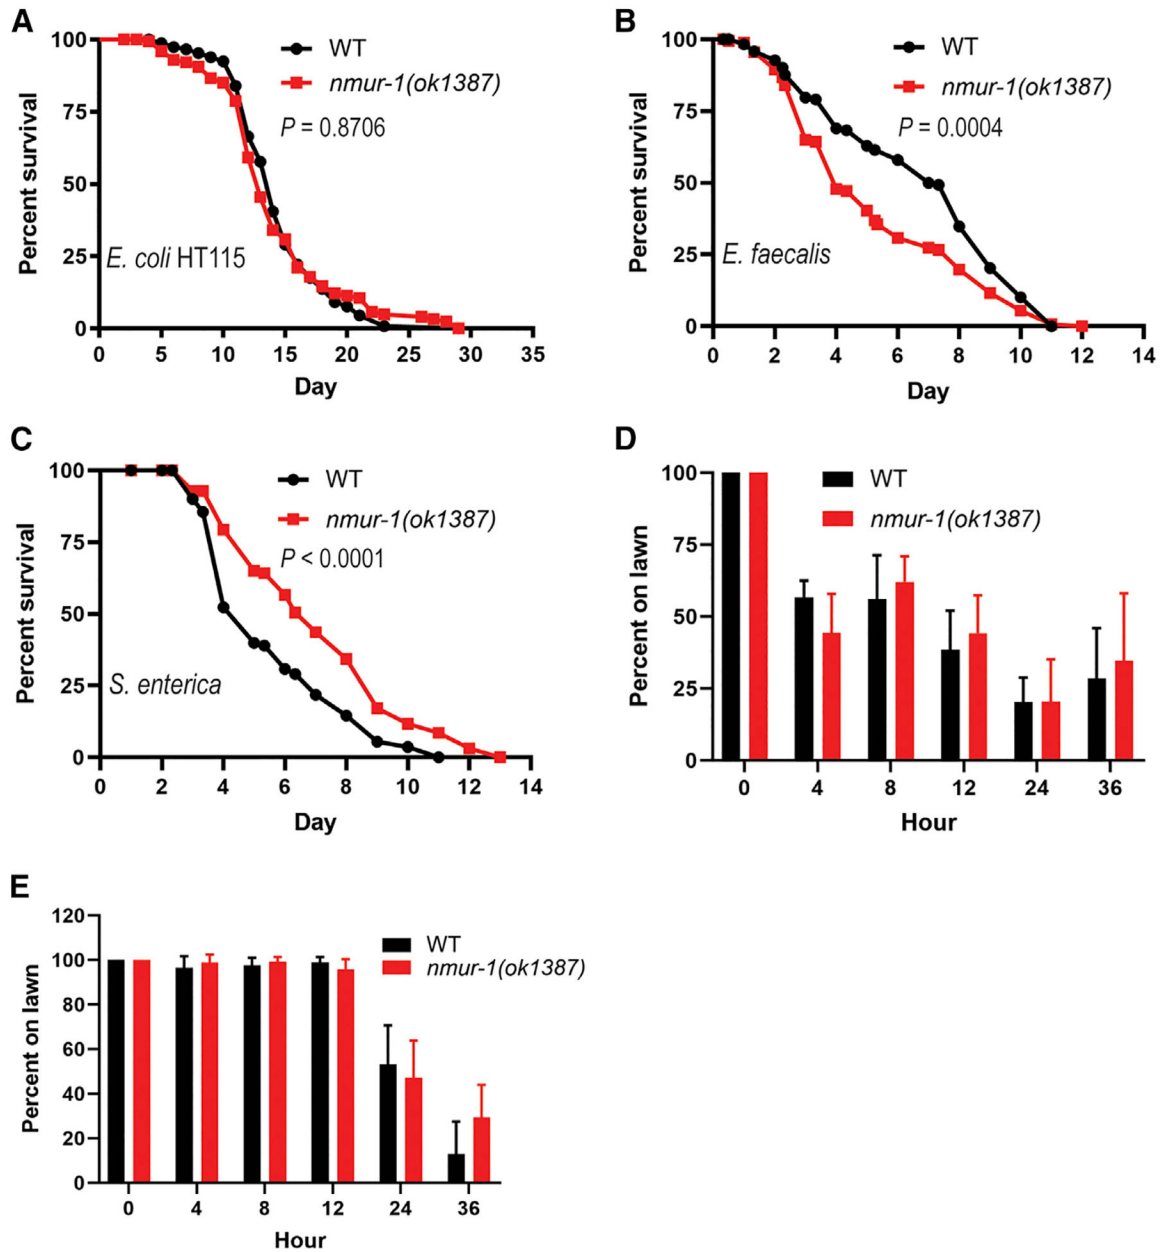 A
Percent survival
100
75
50
25
0
WT
nmur-1(ok1387)
P = 0.8706
E. coli HT115
0 5 10 15 20 25 30 35
Day
B
Percent survival
100
75
50
25
0
WT
nmur-1(ok1387)
P = 0.0004
E. faecalis
0 2 4 6 8 10 12 14
Day
C
Percent survival
100
75
50
25
0
WT
nmur-1(ok1387)
P < 0.0001
S. enterica
0 2 4 6 8 10 12 14
Day
D
Percent on lawn
100
75
50
25
0
WT
nmur-1(ok1387)
0 4 8 12 24 36
Hour
E
Percent on lawn
120
100
80
60
40
20
0
WT
nmur-1(ok1387)
0 4 8 12 24 36
Hour